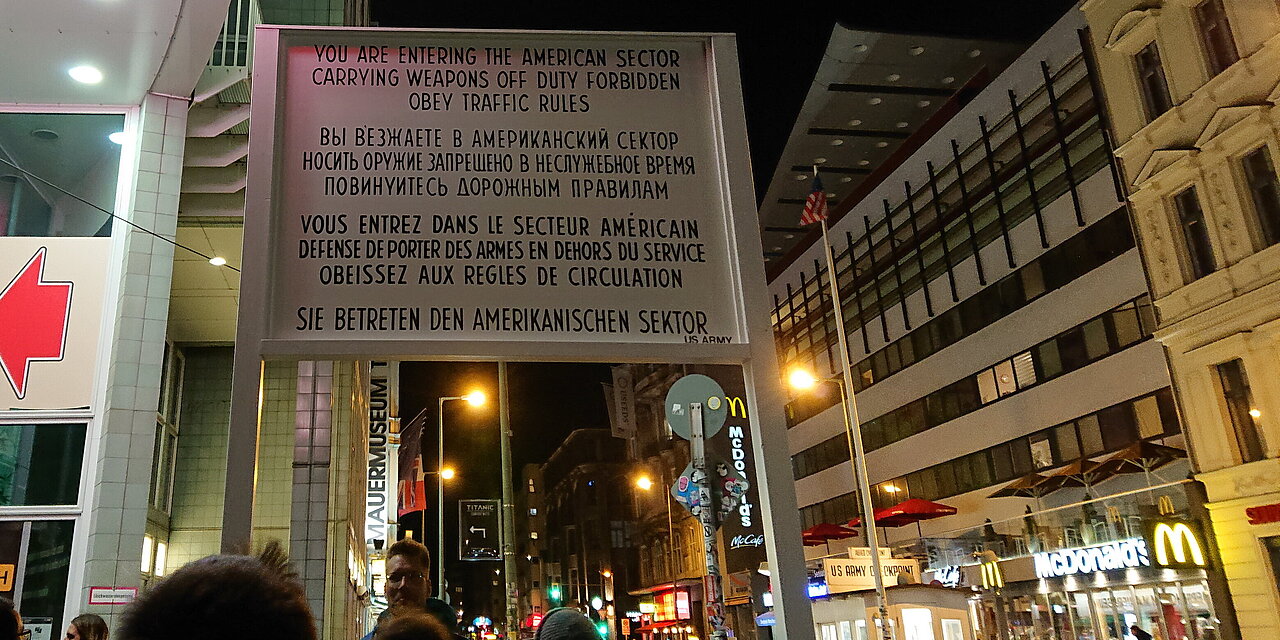 YOU ARE ENTERING THE AMERICAN SECTOR
CARRYING WEAPONS OFF DUTY FORBIDDEN
OBEY TRAFFIC RULES
ВЫ ВЪЕЗЖАЕТЕ В АМЕРИКАНСКИЙ СЕКТОР
НОСИТЬ ОРУЖИЕ ЗАПРЕЩЕНО В НЕСЛУЖЕБНОЕ ВРЕМЯ
ПОВИНУЙТЕСЬ ДОРОЖНЫМ ПРАВИЛАМ
VOUS ENTREZ DANS LE SECTEUR AMÉRICAIN
DEFENSE DE PORTER DES ARMES EN DEHORS DU SERVICE
OBEISSEZ AUX REGLES DE CIRCULATION
SIE BETRETEN DEN AMERIKANISCHEN SEKTOR
US ARMY
MAUERMUSEUM
TITANIC
McDonald's
McCafé
US ARMY CHECKPOINT
McDonald's